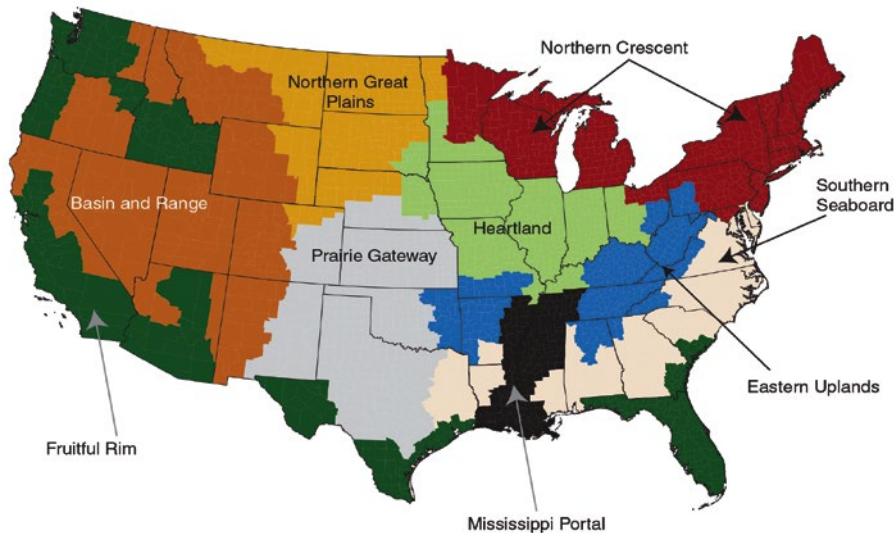 Northern Crescent
Northern Great
Plains
Southern
Seaboard
Basin and Range
Heartland
Prairie Gateway
Eastern Uplands
Fruitful Rim
Mississippi Portal